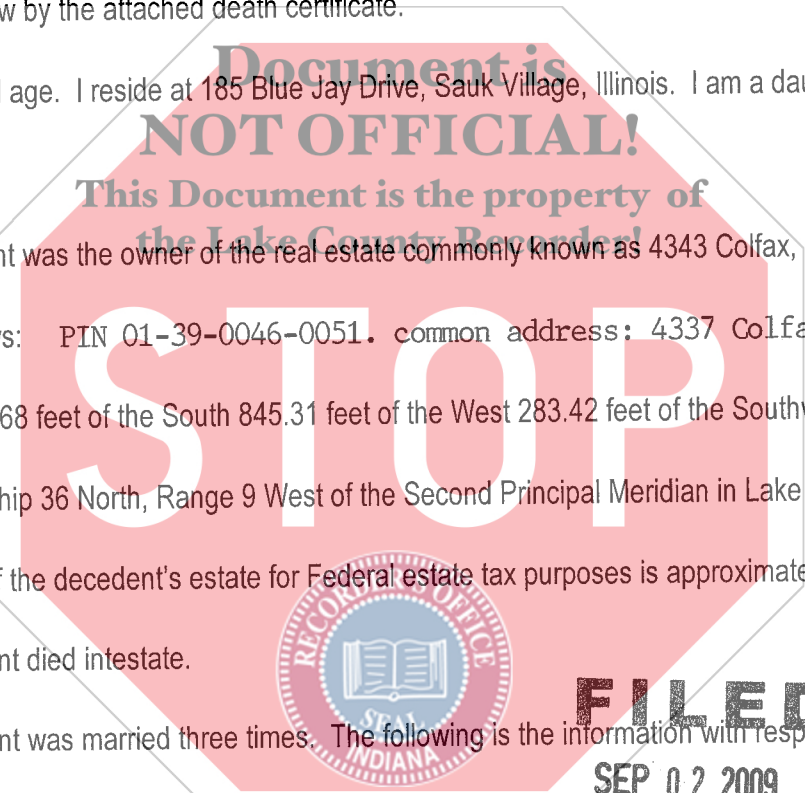 w by the attached death certificate.
Document is
l age. I reside at 185 Blue Jay Drive, Sauk Village, Illinois. I am a dau
NOT OFFICIAL!
This Document is the property of
the Lake County Recorder!
nt was the owner of the real estate commonly known as 4343 Colfax,
s: PIN 01-39-0046-0051. common address: 4337 Colfa
STOP
68 feet of the South 845.31 feet of the West 283.42 feet of the Southw
hip 36 North, Range 9 West of the Second Principal Meridian in Lake
f the decedent's estate for Federal estate tax purposes is approximate
RECORDER'S OFFICE
nt died intestate.
SEAL
FILED
nt was married three times. The following is the information with resp
INDIANA
SEP 02 2009